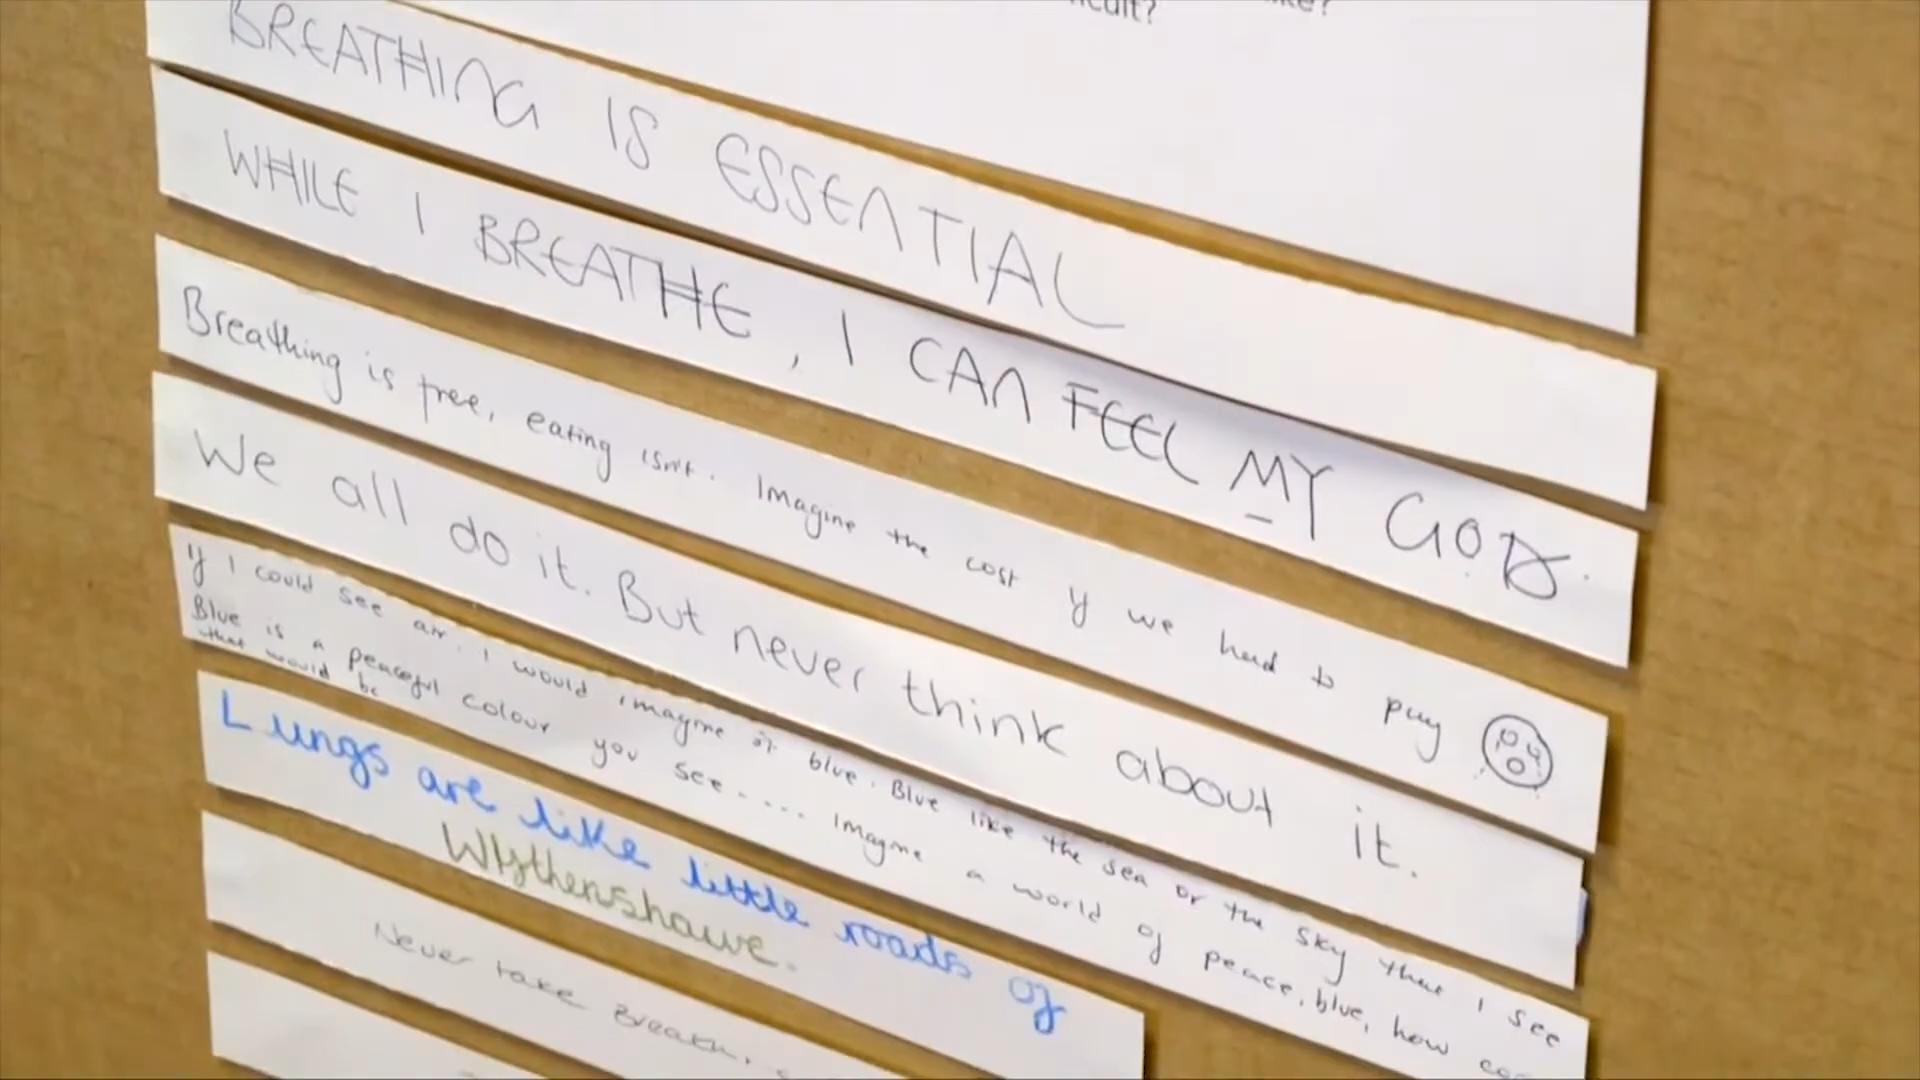 BREATHING IS ESSENTIAL
WHILE I BREATHE, I CAN FEEL MY GOD.
Breathing is free, eating isn't. Imagine the cost if we had to pay
We all do it. But never think about it.
If I could see air. I would imagine it blue. Blue like the sea or the sky that I see
Blue is a peaceful colour you see..... Imagine a world of peace, blue, how
that would be
Lungs are like little roads of
Wythenshawe.
Never take Breath,